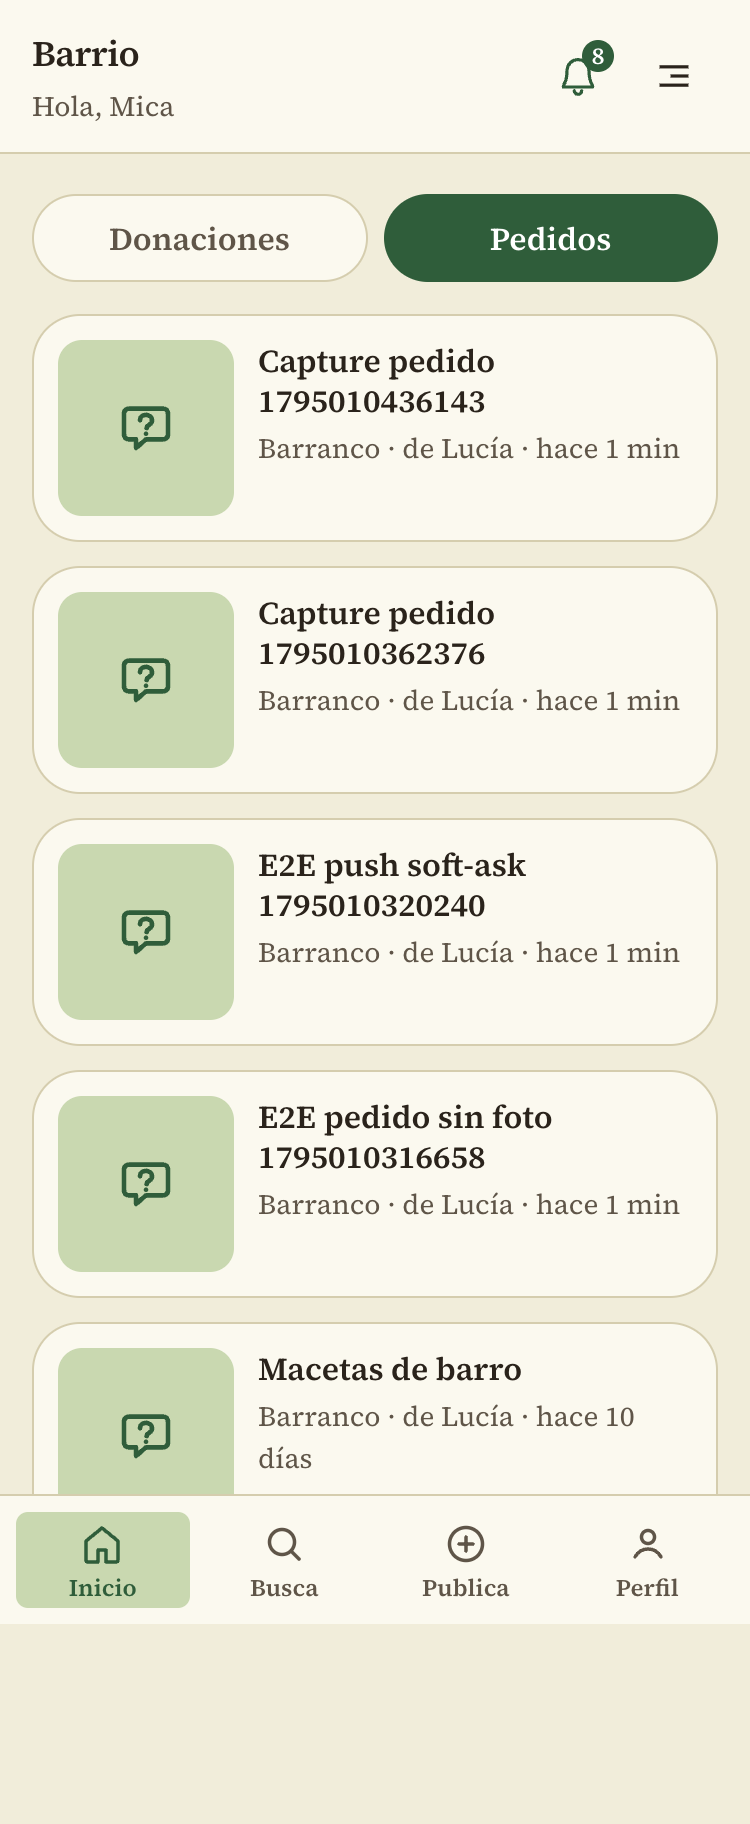 Barrio
Hola, Mica
8
Donaciones
Pedidos
Capture pedido
1795010436143
Barranco · de Lucía · hace 1 min
Capture pedido
1795010362376
Barranco · de Lucía · hace 1 min
E2E push soft-ask
1795010320240
Barranco · de Lucía · hace 1 min
E2E pedido sin foto
1795010316658
Barranco · de Lucía · hace 1 min
Macetas de barro
Barranco · de Lucía · hace 10
días
Inicio
Busca
Publica
Perfil